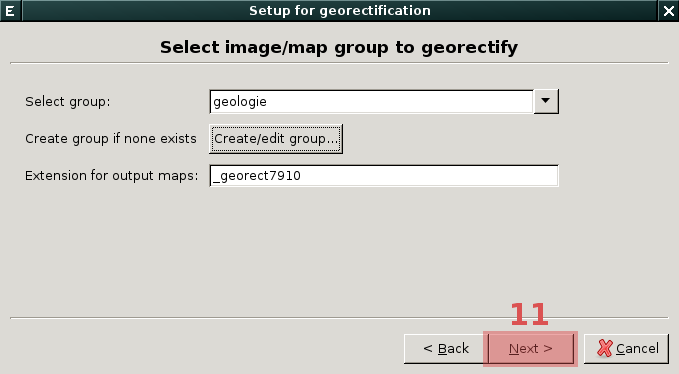 E Setup for georectification
Select image/map group to georectify
Select group: geologie
Create group if none exists Create/edit group...
Extension for output maps: _georect7910
11
< Back Next > Cancel